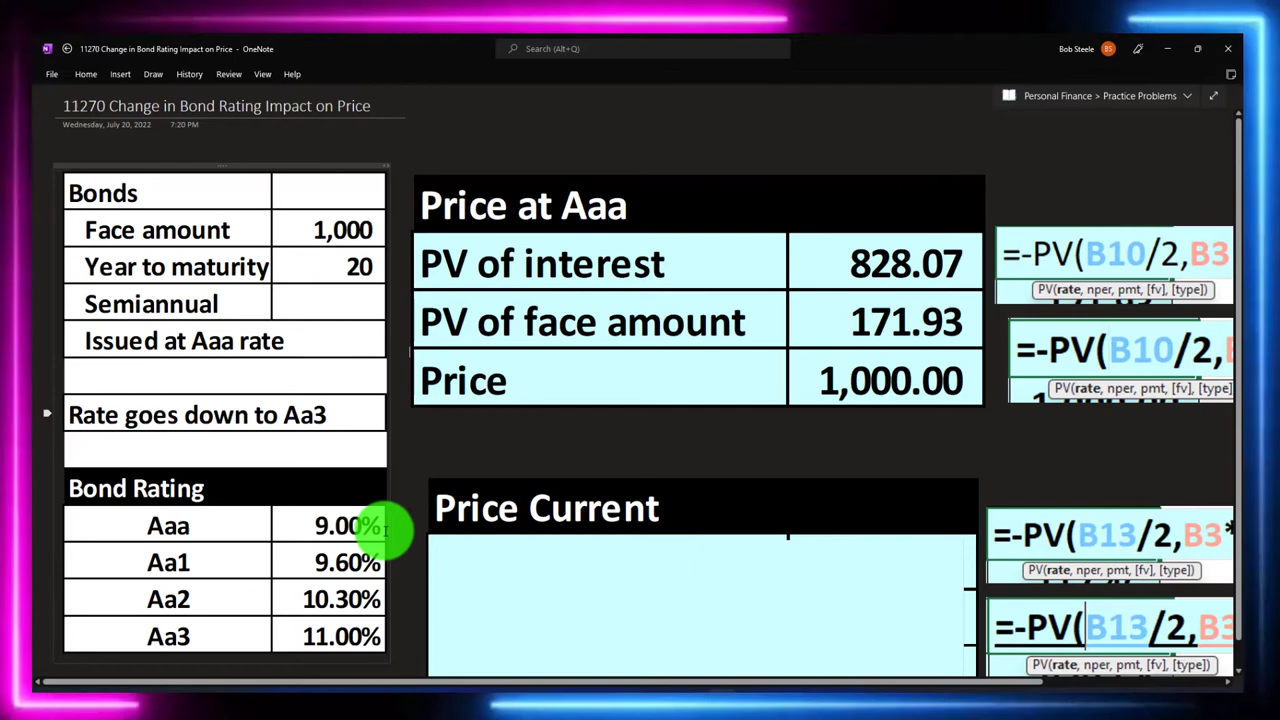 11270 Change in Bond Rating Impact on Price - OneNote
Search (Alt+Q)
Bob Steele
BS
File Home Insert Draw History Review View Help
11270 Change in Bond Rating Impact on Price
Wednesday, July 20, 2022 7:20 PM
Personal Finance > Practice Problems
Bonds
Face amount 1,000
Year to maturity 20
Semiannual
Issued at Aaa rate
Rate goes down to Aa3
Bond Rating
Aaa 9.00%
Aa1 9.60%
Aa2 10.30%
Aa3 11.00%
Price at Aaa
PV of interest 828.07
PV of face amount 171.93
Price 1,000.00
=-PV(B10/2,B3
PV(rate, nper, pmt, [fv], [type])
=-PV(B10/2,
PV(rate, nper, pmt, [fv], [type])
Price Current
=-PV(B13/2,B3*
PV(rate, nper, pmt, [fv], [type])
=-PV(B13/2,B3
PV(rate, nper, pmt, [fv], [type])